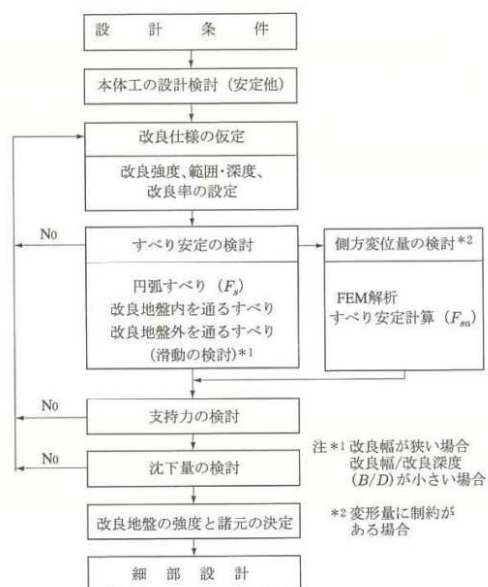 設計条件
本体工の設計検討（安定他）
改良仕様の仮定
改良強度、範囲・深度、
改良率の設定
No
すべり安定の検討
円弧すべり（Fs）
改良地盤内を通るすべり
改良地盤外を通るすべり
(滑動の検討)*1
側方変位量の検討*2
FEM解析
すべり安定計算（Fsa）
No
支持力の検討
No
沈下量の検討
改良地盤の強度と諸元の決定
細部設計
注*1 改良幅が狭い場合
改良幅/改良深度
(B/D)が小さい場合
*2 変形量に制約が
ある場合